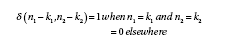 δ(n₁ − k₁, n₂ − k₂) = 1 when n₁ = k₁ and n₂ = k₂
= 0 elsewhere